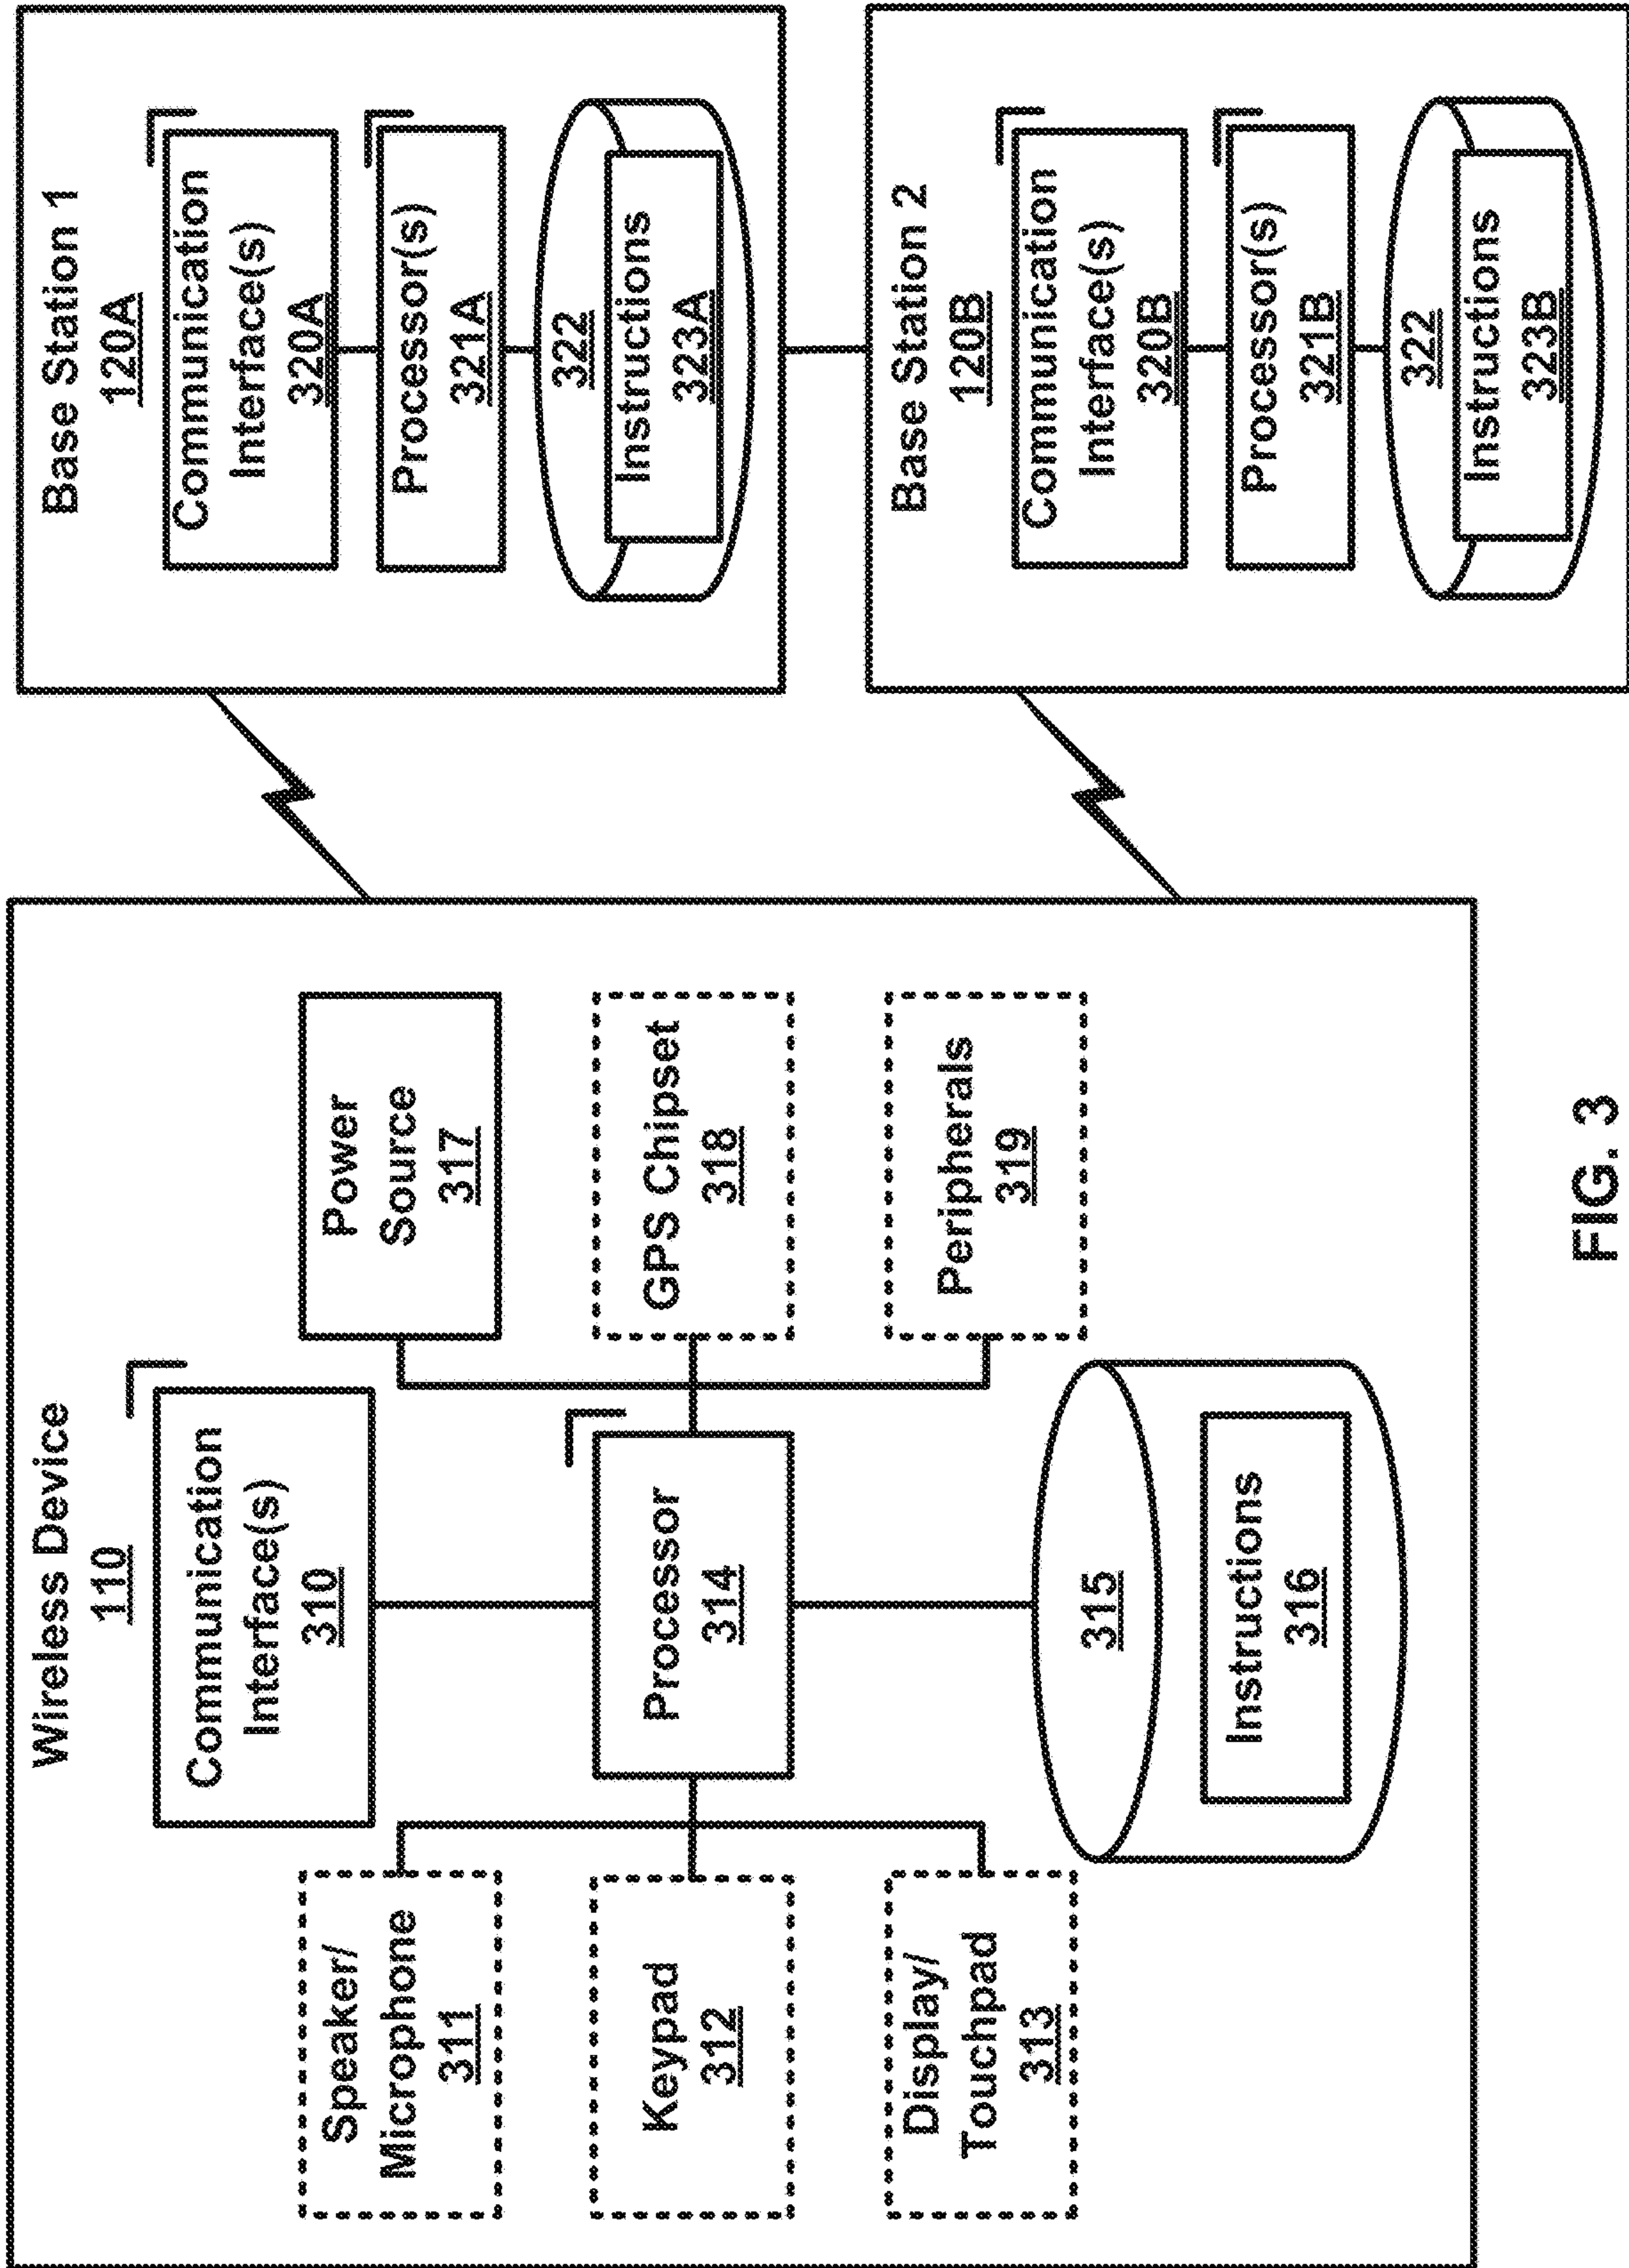 Wireless Device
110
Communication
Interface(s)
310
Speaker/
Microphone
311
Keypad
312
Display/
Touchpad
313
Processor
314
315
Instructions
316
Power
Source
317
GPS Chipset
318
Peripherals
319
Base Station 1
120A
Communication
Interface(s)
320A
Processor(s)
321A
322
Instructions
323A
Base Station 2
120B
Communication
Interface(s)
320B
Processor(s)
321B
322
Instructions
323B
FIG. 3